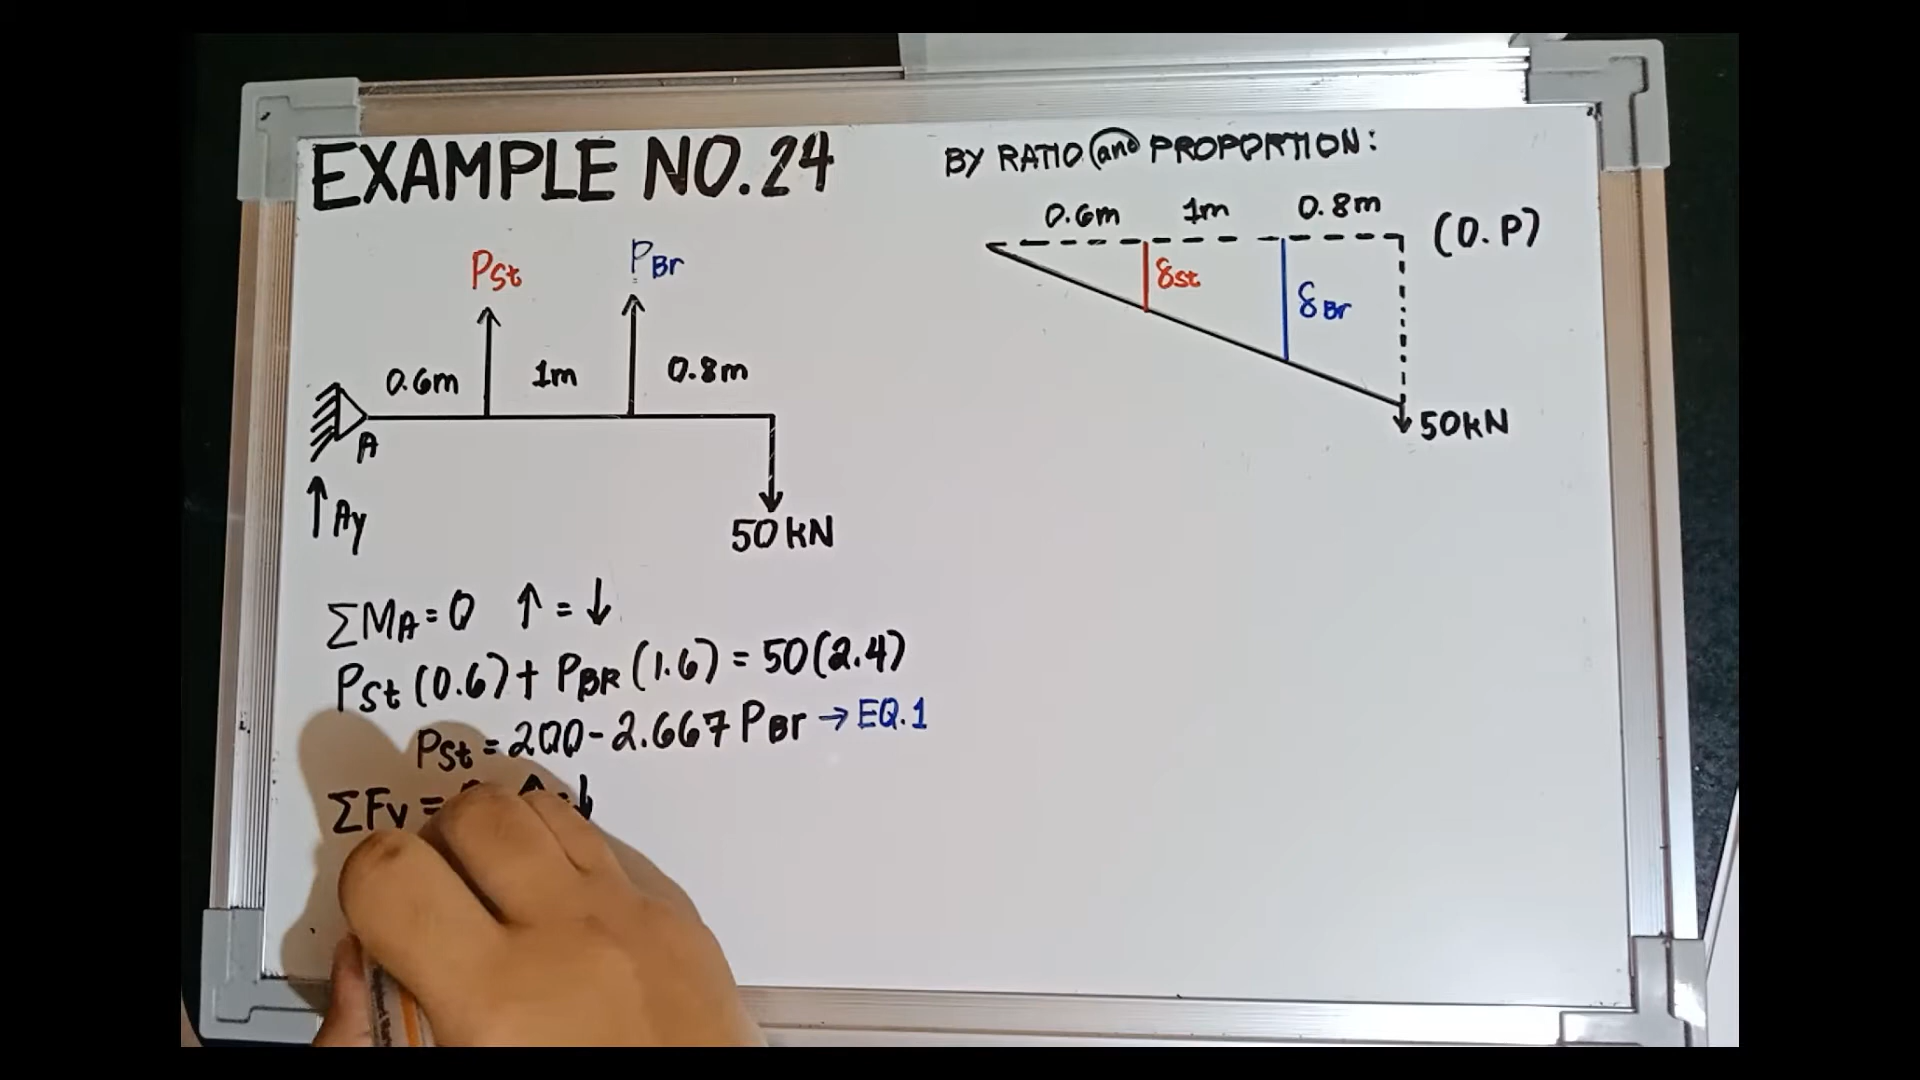 EXAMPLE NO.24
PSt
PBr
0.6m
1m
0.8m
A
Ay
50 kN
ΣMA=0 ↑=↓
PSt(0.6)+PBR(1.6)=50(2.4)
PSt=200-2.667PBr→EQ.1
ΣFv=
BY RATIO and PROPORTION:
0.6m
1m
0.8m
(O.P)
δSt
δBr
50kN